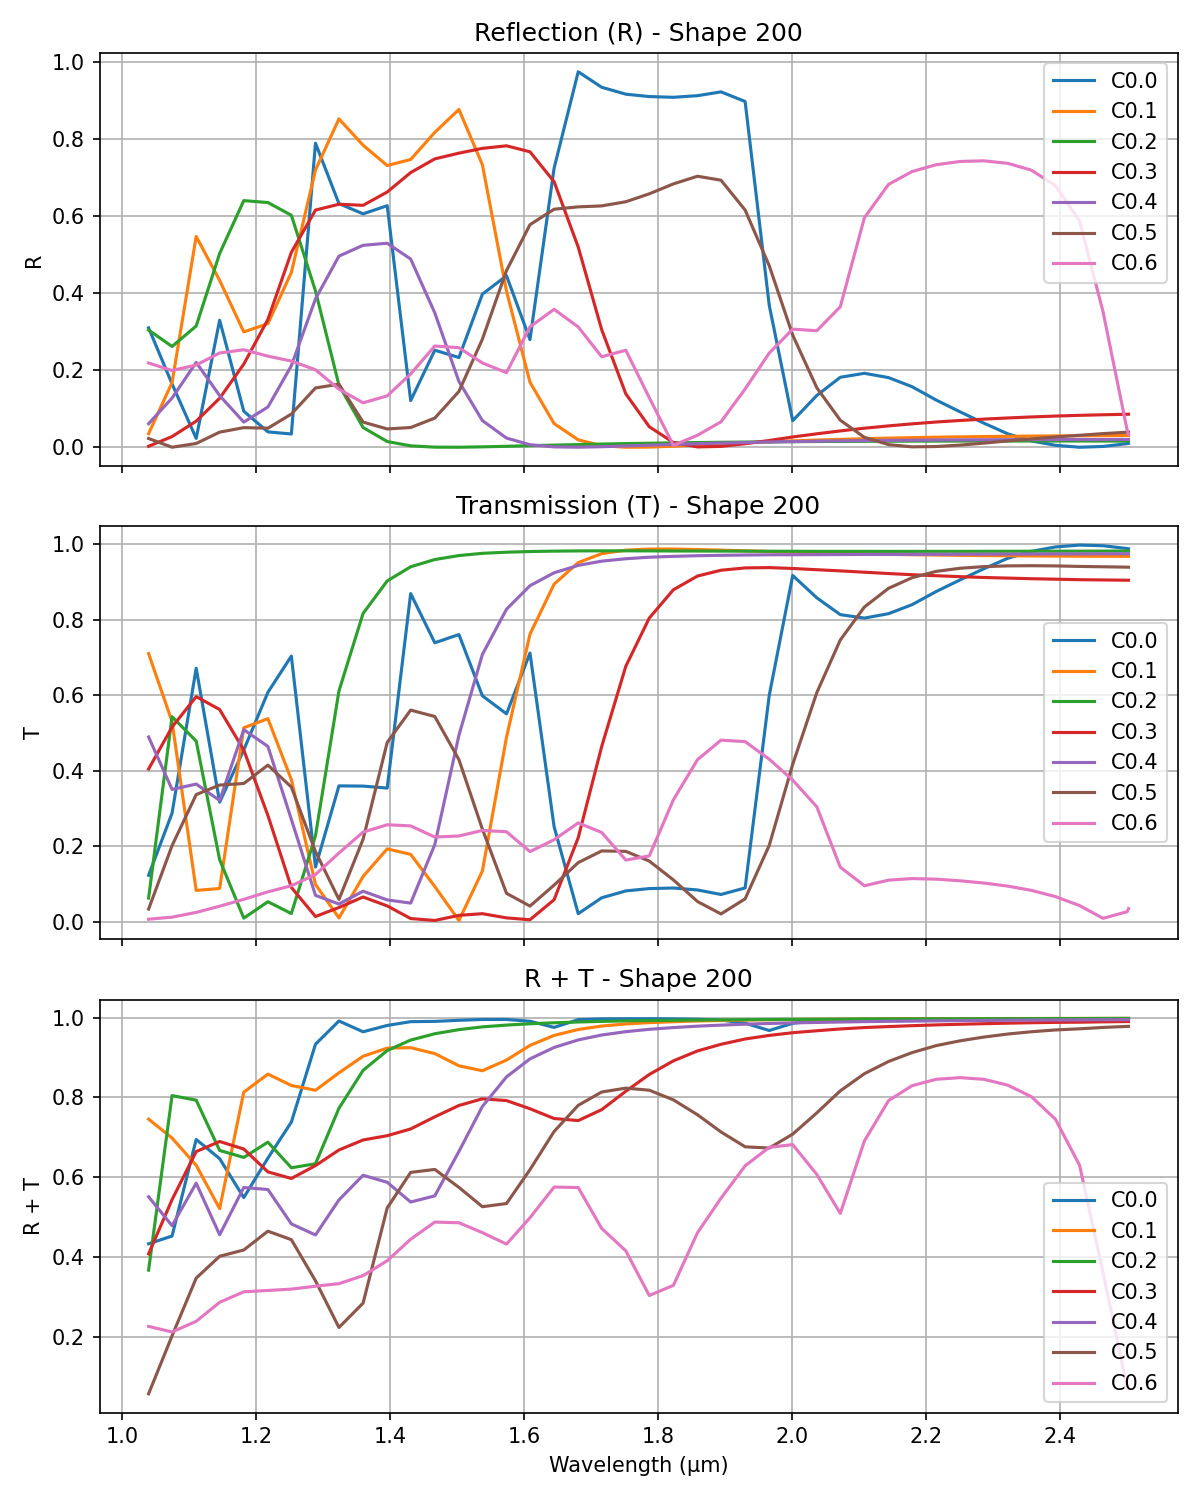 Reflection (R) - Shape 200
1.0
0.8
0.6
0.4
0.2
0.0
R
C0.0
C0.1
C0.2
C0.3
C0.4
C0.5
C0.6
Transmission (T) - Shape 200
1.0
0.8
0.6
0.4
0.2
0.0
T
C0.0
C0.1
C0.2
C0.3
C0.4
C0.5
C0.6
R + T - Shape 200
1.0
0.8
0.6
0.4
0.2
R + T
C0.0
C0.1
C0.2
C0.3
C0.4
C0.5
C0.6
1.0 1.2 1.4 1.6 1.8 2.0 2.2 2.4
Wavelength (μm)